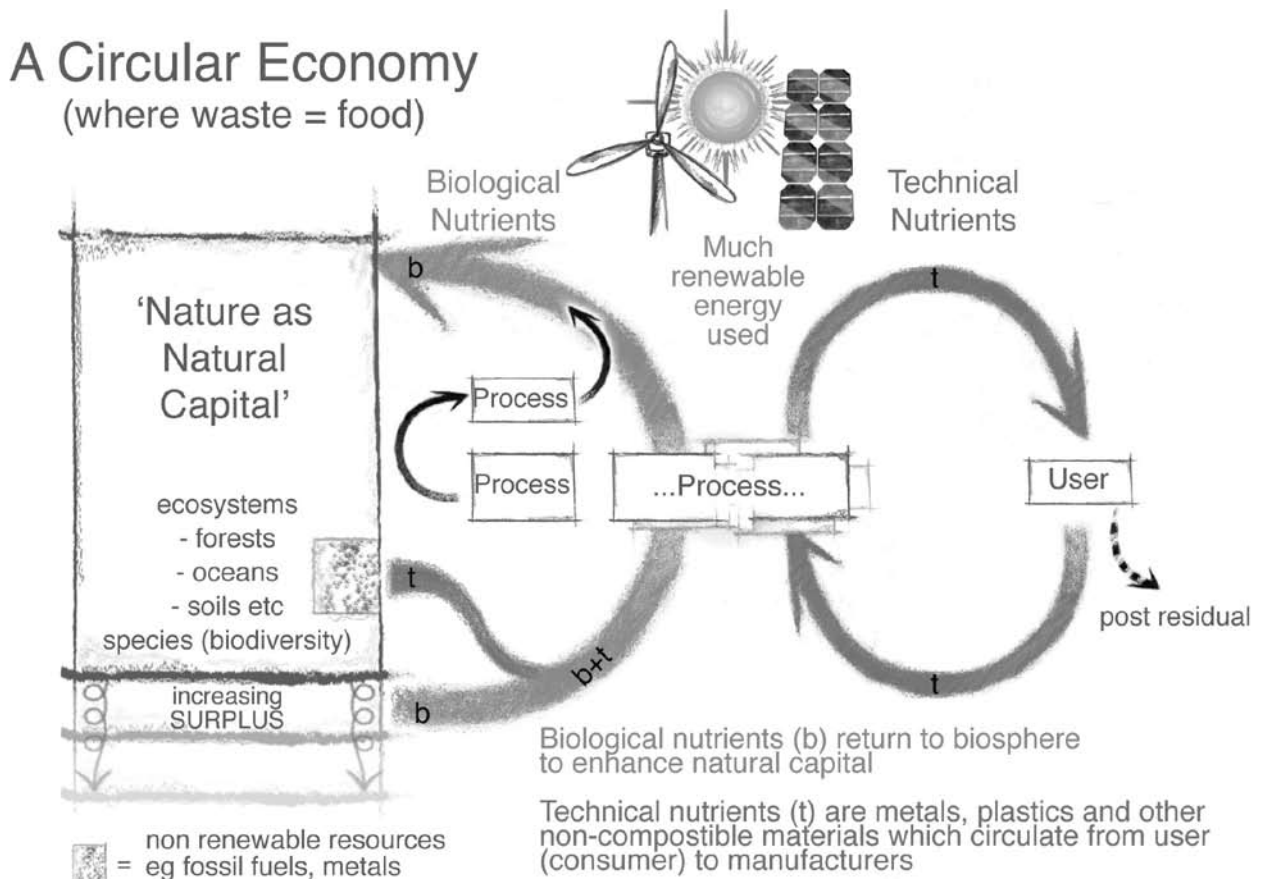 A Circular Economy
(where waste = food)
Biological
Nutrients
Technical
Nutrients
Much
renewable
energy
used
b
t
'Nature as
Natural
Capital'
Process
Process
...Process...
User
ecosystems
- forests
- oceans
- soils etc
species (biodiversity)
t
post residual
b+t
t
increasing
SURPLUS
b
Biological nutrients (b) return to biosphere
to enhance natural capital
Technical nutrients (t) are metals, plastics and other
non-compostible materials which circulate from user
(consumer) to manufacturers
non renewable resources
= eg fossil fuels, metals